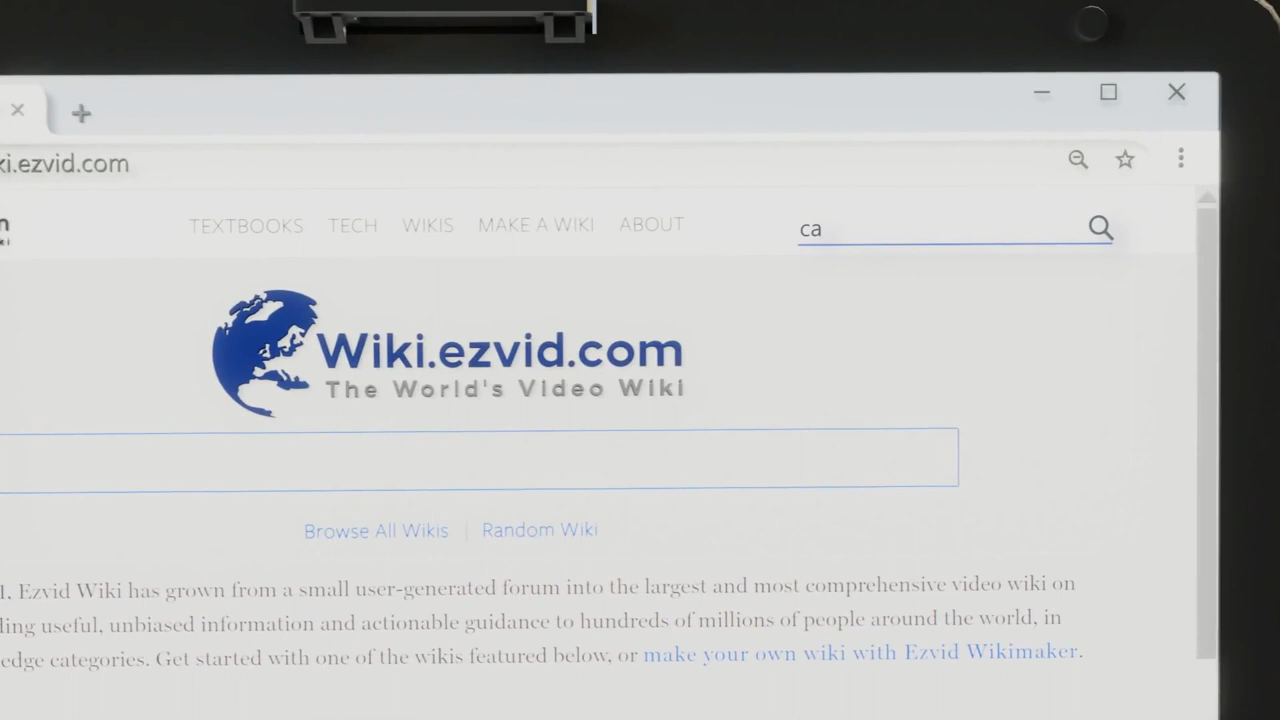 ki.ezvid.com
n
TEXTBOOKS TECH WIKIS MAKE A WIKI ABOUT
ca
Wiki.ezvid.com
The World's Video Wiki
Browse All Wikis | Random Wiki
1. Ezvid Wiki has grown from a small user-generated forum into the largest and most comprehensive video wiki on
ding useful, unbiased information and actionable guidance to hundreds of millions of people around the world, in
edge categories. Get started with one of the wikis featured below, or make your own wiki with Ezvid Wikimaker.